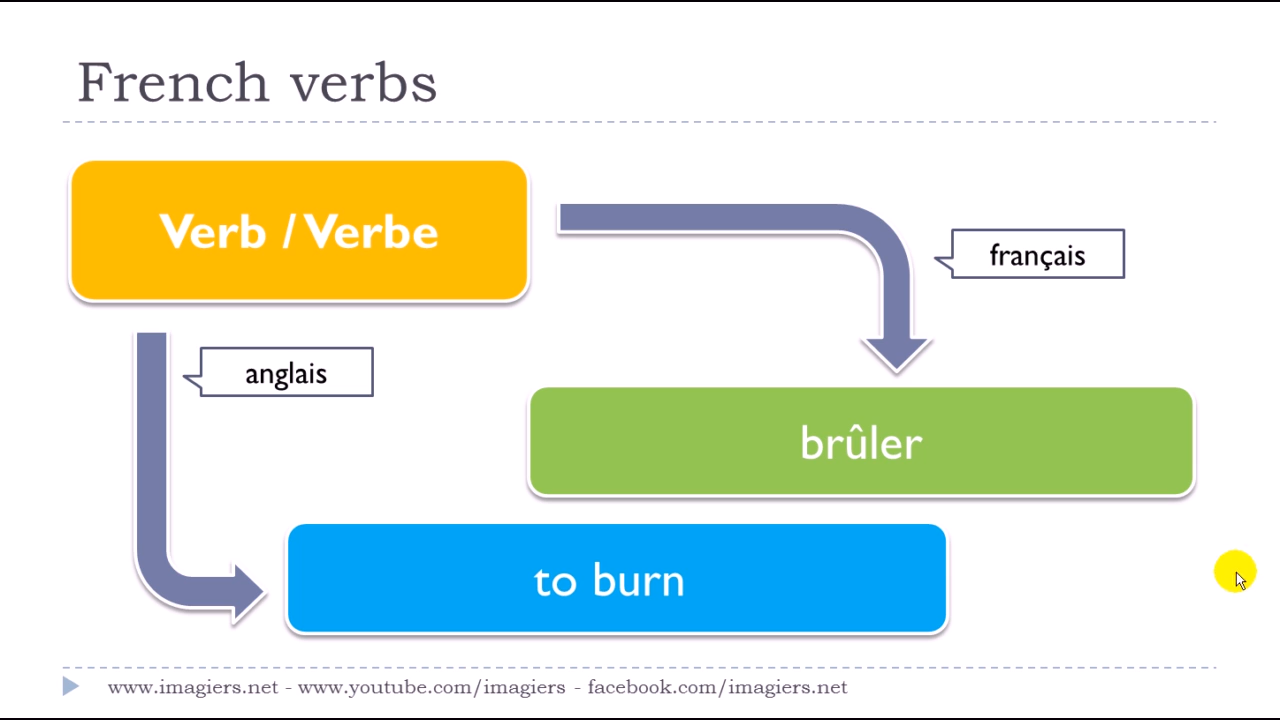 French verbs
Verb / Verbe
français
anglais
brûler
to burn
www.imagiers.net - www.youtube.com/imagiers - facebook.com/imagiers.net